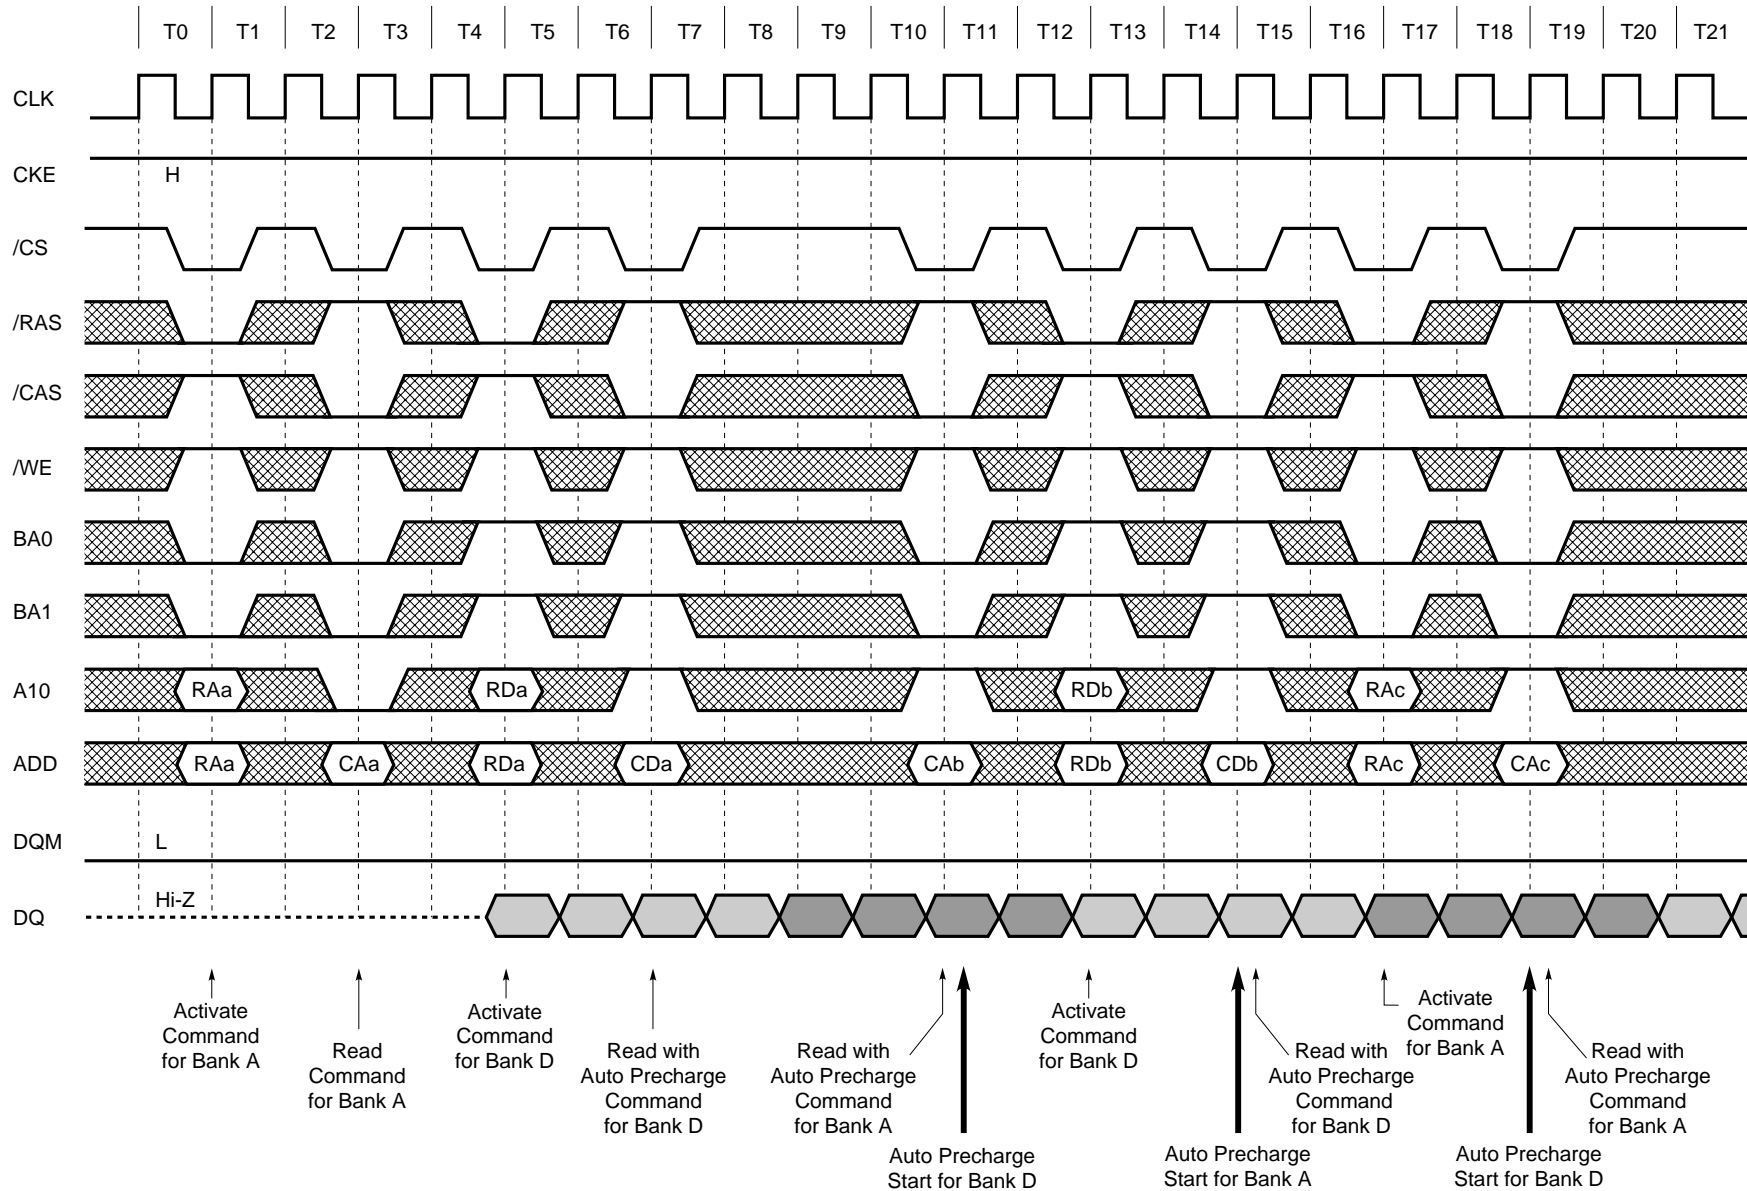 T0 T1 T2 T3 T4 T5 T6 T7 T8 T9 T10 T11 T12 T13 T14 T15 T16 T17 T18 T19 T20 T21
CLK
CKE H
/CS
/RAS
/CAS
/WE
BA0
BA1
A10 RAa RDa RDb RAc
ADD RAa CAa RDa CDa CAb RDb CDb RAc CAc
DQM L
DQ Hi-Z
Activate
Command
for Bank A
Read
Command
for Bank A
Activate
Command
for Bank D
Read with
Auto Precharge
Command
for Bank D
Read with
Auto Precharge
Command
for Bank A
Auto Precharge
Start for Bank D
Activate
Command
for Bank D
Auto Precharge
Start for Bank A
Read with
Auto Precharge
Command
for Bank D
Activate
Command
for Bank A
Auto Precharge
Start for Bank D
Read with
Auto Precharge
Command
for Bank A